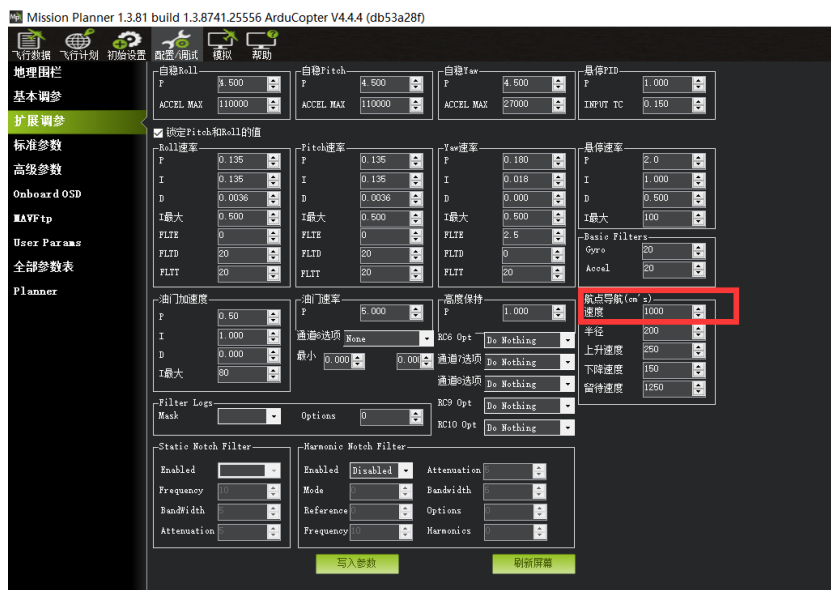 Mission Planner 1.3.81 build 1.3.8741.25556 ArduCopter V4.4.4 (db53a28f)
飞行数据 飞行计划 初始设置 配置/调试 模拟 帮助
地理围栏
基本调参
扩展调参
标准参数
高级参数
Onboard OSD
MAVFtp
User Params
全部参数表
Planner
自稳Roll
P 4.500
ACCEL MAX 110000
自稳Pitch
P 4.500
ACCEL MAX 110000
自稳Yaw
P 4.500
ACCEL MAX 27000
悬停PID
P 1.000
INPUT TC 0.150
锁定Pitch和Roll的值
Roll速率
P 0.135
I 0.135
D 0.0036
I最大 0.500
FLTE 0
FLTD 20
FLTT 20
Pitch速率
P 0.135
I 0.135
D 0.0036
I最大 0.500
FLTE 0
FLTD 20
FLTT 20
Yaw速率
P 0.180
I 0.018
D 0.000
I最大 0.500
FLTE 2.5
FLTD 0
FLTT 20
悬停速率
P 2.0
I 1.000
D 0.500
I最大 100
Basic Filters
Gyro 20
Accel 20
油门加速度
P 0.50
I 1.000
D 0.000
I最大 80
油门速率
P 5.000
通道6选项 None
最小 0.000 0.00
高度保持
P 1.000
RC6 Opt Do Nothing
通道7选项 Do Nothing
通道8选项 Do Nothing
RC9 Opt Do Nothing
RC10 Opt Do Nothing
航点导航(cm's)
速度 1000
半径 200
上升速度 250
下降速度 150
留待速度 1250
Filter Logs
Mask Options 0
Static Notch Filter
Enabled
Frequency 10
BandWidth 5
Attenuation 5
Harmonic Notch Filter
Enabled Disabled Attenuation 5
Mode 0 Bandwidth 5
Reference 0 Options 0
Frequency 10 Harmonics 0
写入参数 刷新屏幕